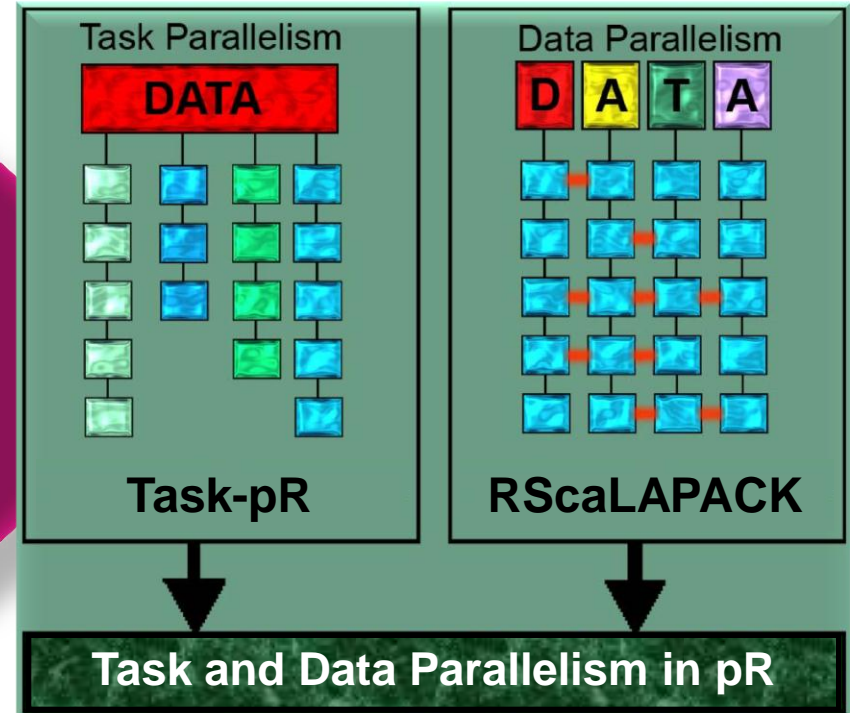 Task Parallelism
DATA
Task-pR
Data Parallelism
D A T A
RScaLAPACK
Task and Data Parallelism in pR